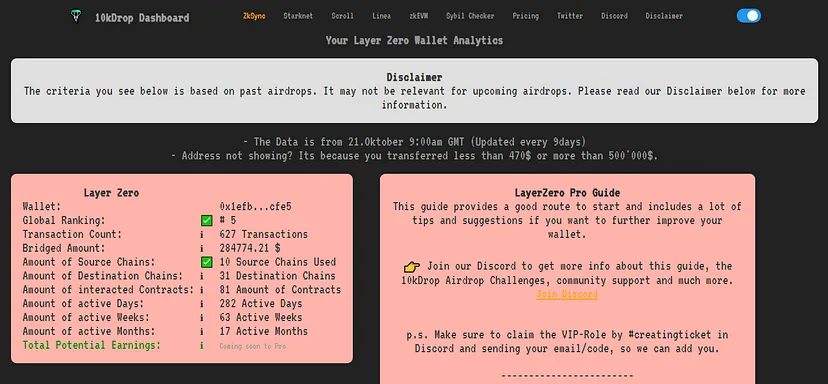 10kDrop Dashboard
ZkSync Starknet Scroll Linea zkEVM Sybil Checker Pricing Twitter Discord Disclaimer
Your Layer Zero Wallet Analytics
Disclaimer
The criteria you see below is based on past airdrops. It may not be relevant for upcoming airdrops. Please read our Disclaimer below for more
information.
- The Data is from 21.Oktober 9:00am GMT (Updated every 9days)
- Address not showing? Its because you transferred less than 470$ or more than 500'000$.
Layer Zero
Wallet: 0x1efb...cfe5
Global Ranking: ✅ # 5
Transaction Count: ℹ 627 Transactions
Bridged Amount: ℹ 284774.21 $
Amount of Source Chains: ✅ 10 Source Chains Used
Amount of Destination Chains: ℹ 31 Destination Chains
Amount of interacted Contracts: ℹ 81 Amount of Contracts
Amount of active Days: ℹ 282 Active Days
Amount of active Weeks: ℹ 63 Active Weeks
Amount of active Months: ℹ 17 Active Months
Total Potential Earnings: ℹ Coming soon to Pro
LayerZero Pro Guide
This guide provides a good route to start and includes a lot of
tips and suggestions if you want to further improve your
wallet.
👉 Join our Discord to get more info about this guide, the
10kDrop Airdrop Challenges, community support and much more.
Join Discord
p.s. Make sure to claim the VIP-Role by #creatingticket in
Discord and sending your email/code, so we can add you.
------------------------